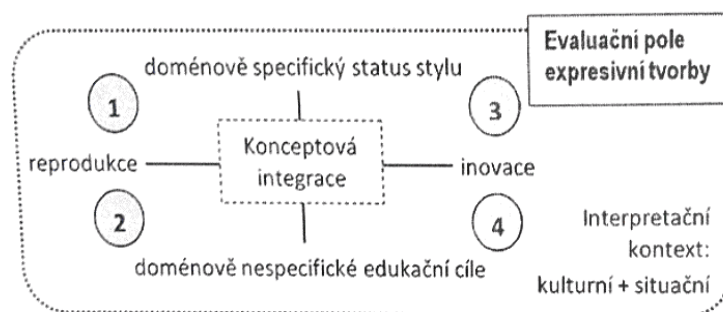 Evaluační pole
expresivní tvorby
doménově specifický status stylu
1
3
Konceptová
integrace
reprodukce
inovace
2
4
Interpretační
kontext:
doménově nespecifické edukační cíle
kulturní + situační